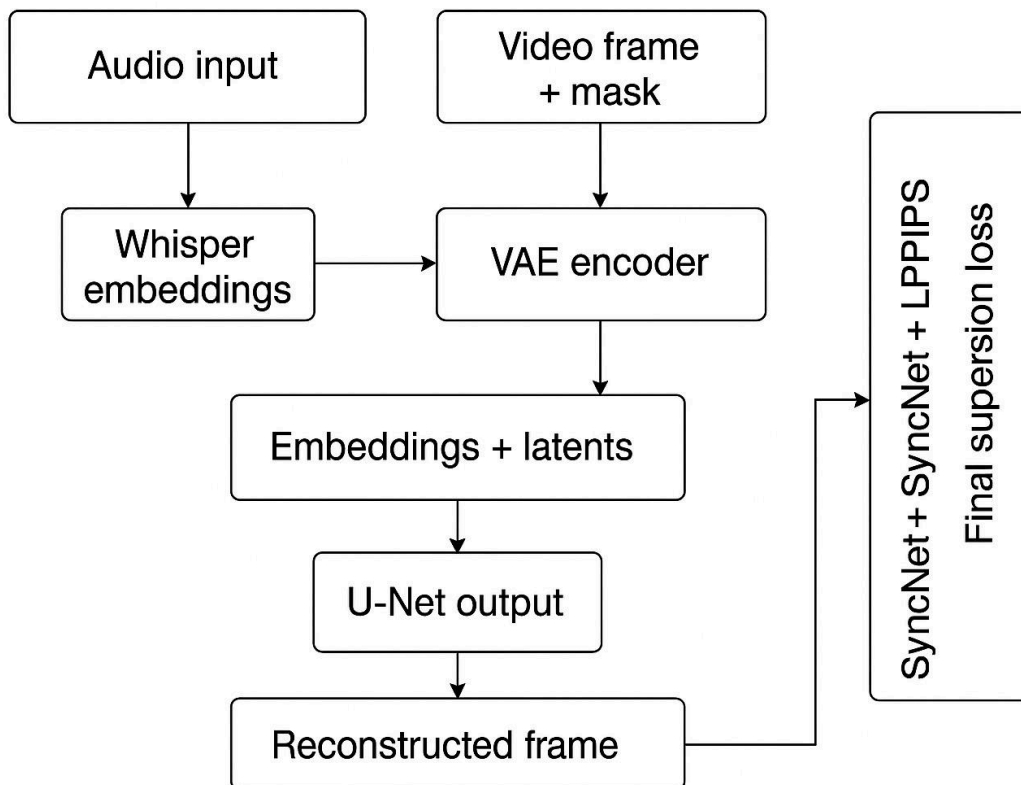 Audio input
Video frame
+ mask
Whisper
embeddings
VAE encoder
Embeddings + latents
U-Net output
Reconstructed frame
SyncNet + SyncNet + LPPIPS
Final supersion loss